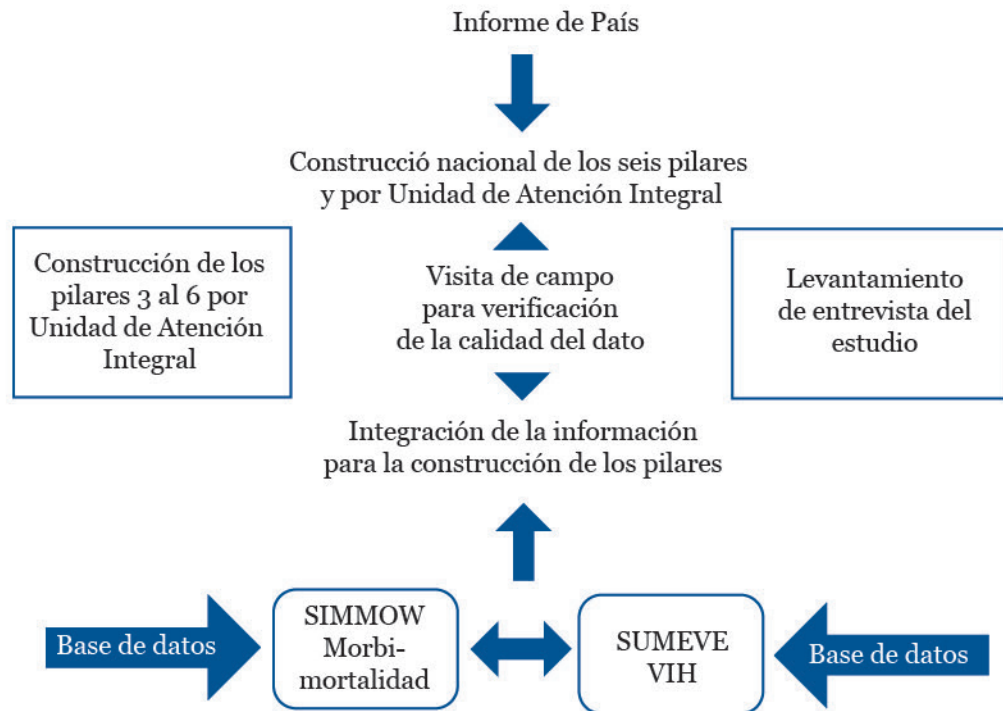 Informe de País
Construcció nacional de los seis pilares
y por Unidad de Atención Integral
Construcción de los
pilares 3 al 6 por
Unidad de Atención
Integral
Visita de campo
para verificación
de la calidad del dato
Levantamiento
de entrevista del
estudio
Integración de la información
para la construcción de los pilares
Base de datos
SIMMOW
Morbi-
mortalidad
SUMEVE
VIH
Base de datos